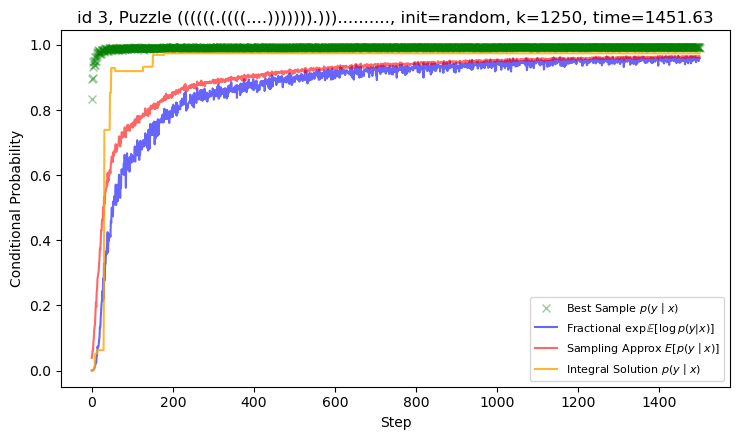 id 3, Puzzle ((((((.((((....))))))).))).........., init=random, k=1250, time=1451.63
Conditional Probability
1.0
0.8
0.6
0.4
0.2
0.0
Best Sample p(y | x)
Fractional exp 𝔼[log p(y|x)]
Sampling Approx E[p(y | x)]
Integral Solution p(y | x)
0 200 400 600 800 1000 1200 1400
Step